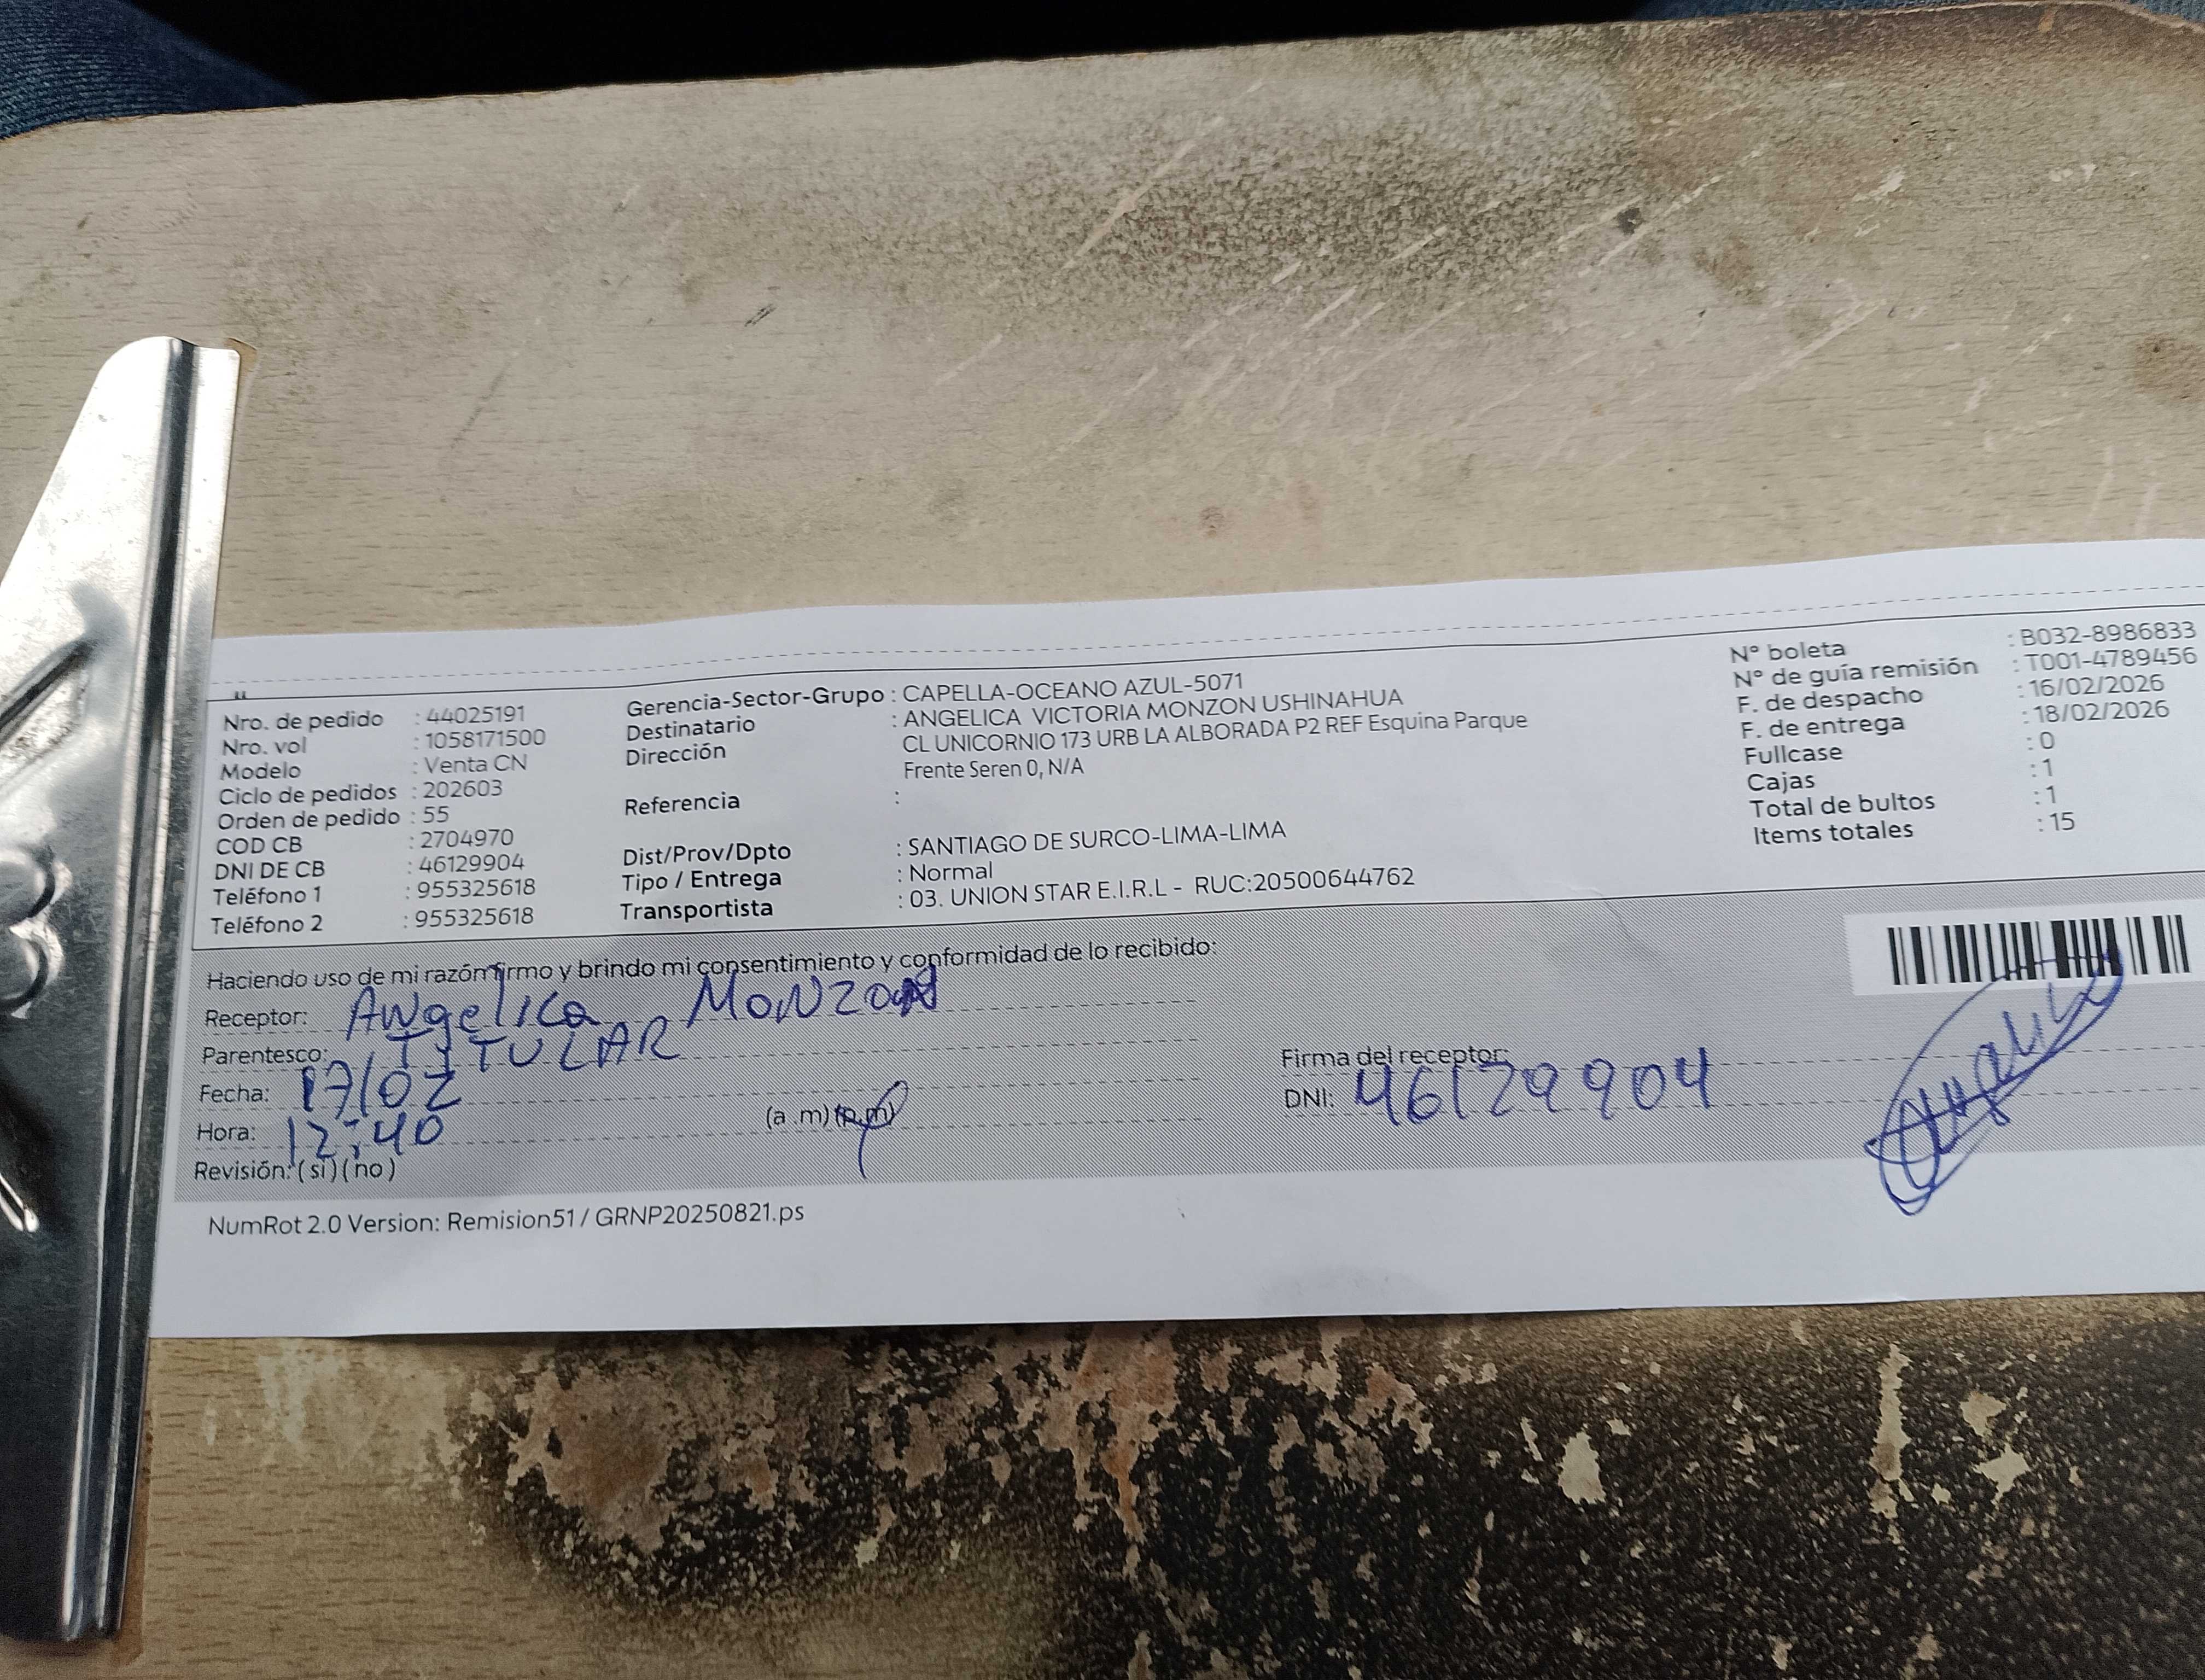 Nro. de pedido : 44025191
Nro. vol : 1058171500
Modelo : Venta CN
Ciclo de pedidos : 202603
Orden de pedido : 55
COD CB : 2704970
DNI DE CB : 46129904
Teléfono 1 : 955325618
Teléfono 2 : 955325618
Gerencia-Sector-Grupo : CAPELLA-OCEANO AZUL-5071
Destinatario : ANGELICA VICTORIA MONZON USHINAHUA
Dirección CL UNICORNIO 173 URB LA ALBORADA P2 REF Esquina Parque
Frente Seren 0, N/A
Referencia :
Dist/Prov/Dpto : SANTIAGO DE SURCO-LIMA-LIMA
Tipo / Entrega : Normal
Transportista : 03. UNION STAR E.I.R.L - RUC:20500644762
N° boleta : B032-8986833
N° de guía remisión : T001-4789456
F. de despacho : 16/02/2026
F. de entrega : 18/02/2026
Fullcase : 0
Cajas : 1
Total de bultos : 1
Items totales : 15
Haciendo uso de mi razón firmo y brindo mi consentimiento y conformidad de lo recibido:
Receptor: Angelica Monzon
Parentesco: TITULAR
Fecha: 17/02
Hora: 12:40 (a.m)(p.m)
Revisión: (si)(no)
Firma del receptor:
DNI: 46129904
NumRot 2.0 Version: Remision51 / GRNP20250821.ps